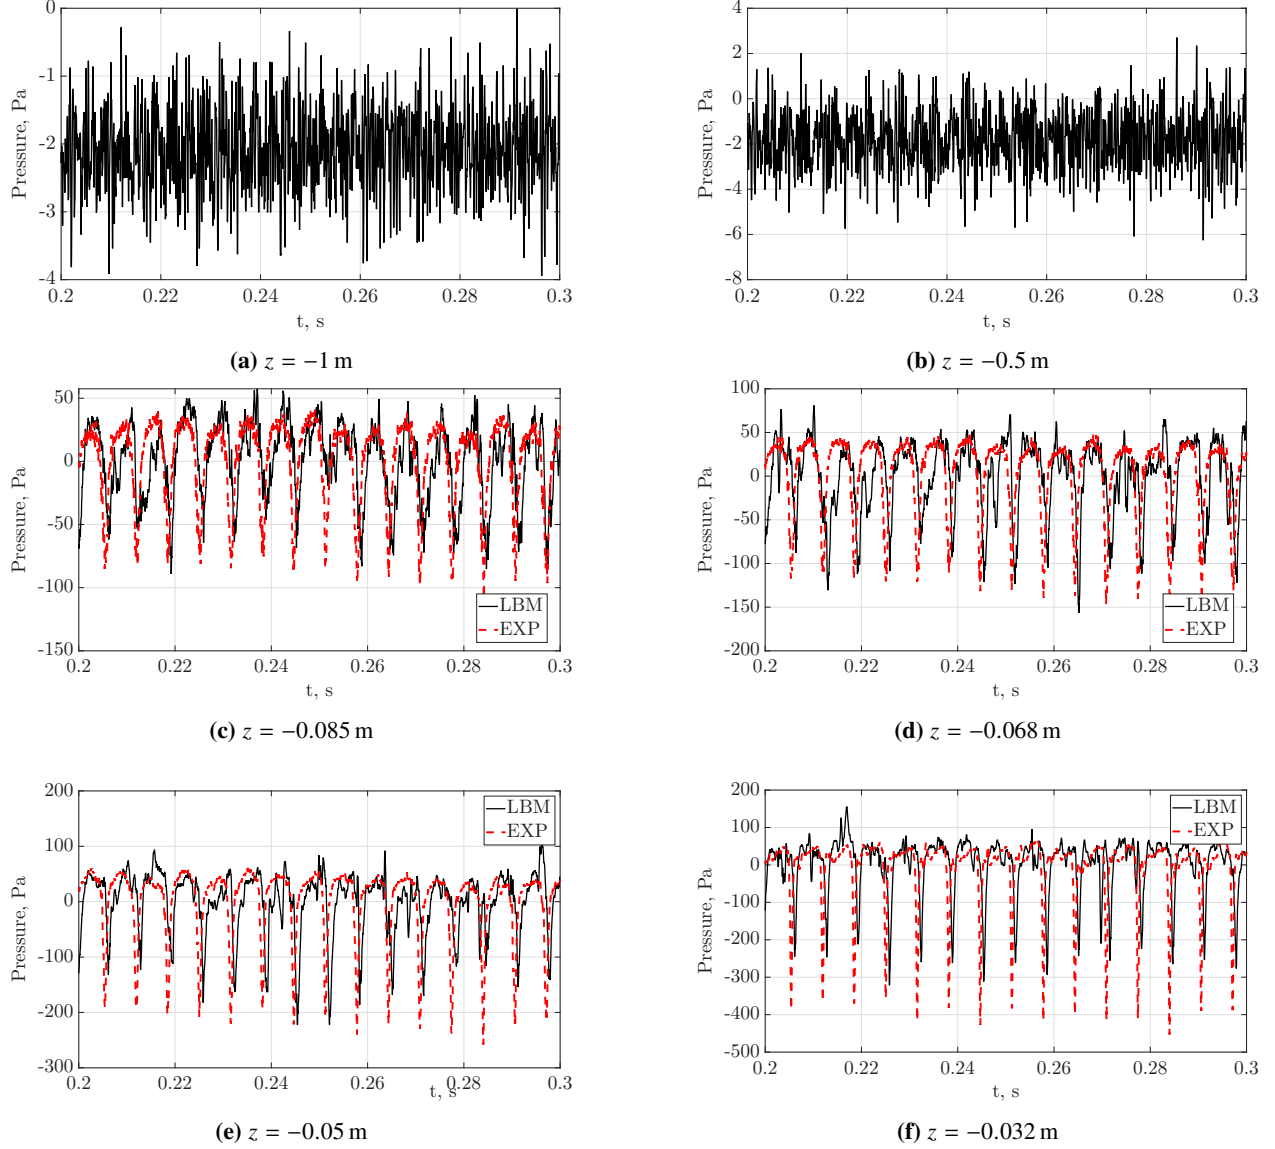 0
-1
-2
-3
-4
Pressure, Pa
0.2 0.22 0.24 0.26 0.28 0.3
t, s
(a) z = −1 m
4
2
0
-2
-4
-6
-8
Pressure, Pa
0.2 0.22 0.24 0.26 0.28 0.3
t, s
(b) z = −0.5 m
50
0
-50
-100
-150
Pressure, Pa
LBM
EXP
0.2 0.22 0.24 0.26 0.28 0.3
t, s
(c) z = −0.085 m
100
50
0
-50
-100
-150
-200
Pressure, Pa
LBM
EXP
0.2 0.22 0.24 0.26 0.28 0.3
t, s
(d) z = −0.068 m
200
100
0
-100
-200
-300
Pressure, Pa
LBM
EXP
0.2 0.22 0.24 0.26 0.28 0.3
t, s
(e) z = −0.05 m
200
100
0
-100
-200
-300
-400
-500
Pressure, Pa
LBM
EXP
0.2 0.22 0.24 0.26 0.28 0.3
t, s
(f) z = −0.032 m